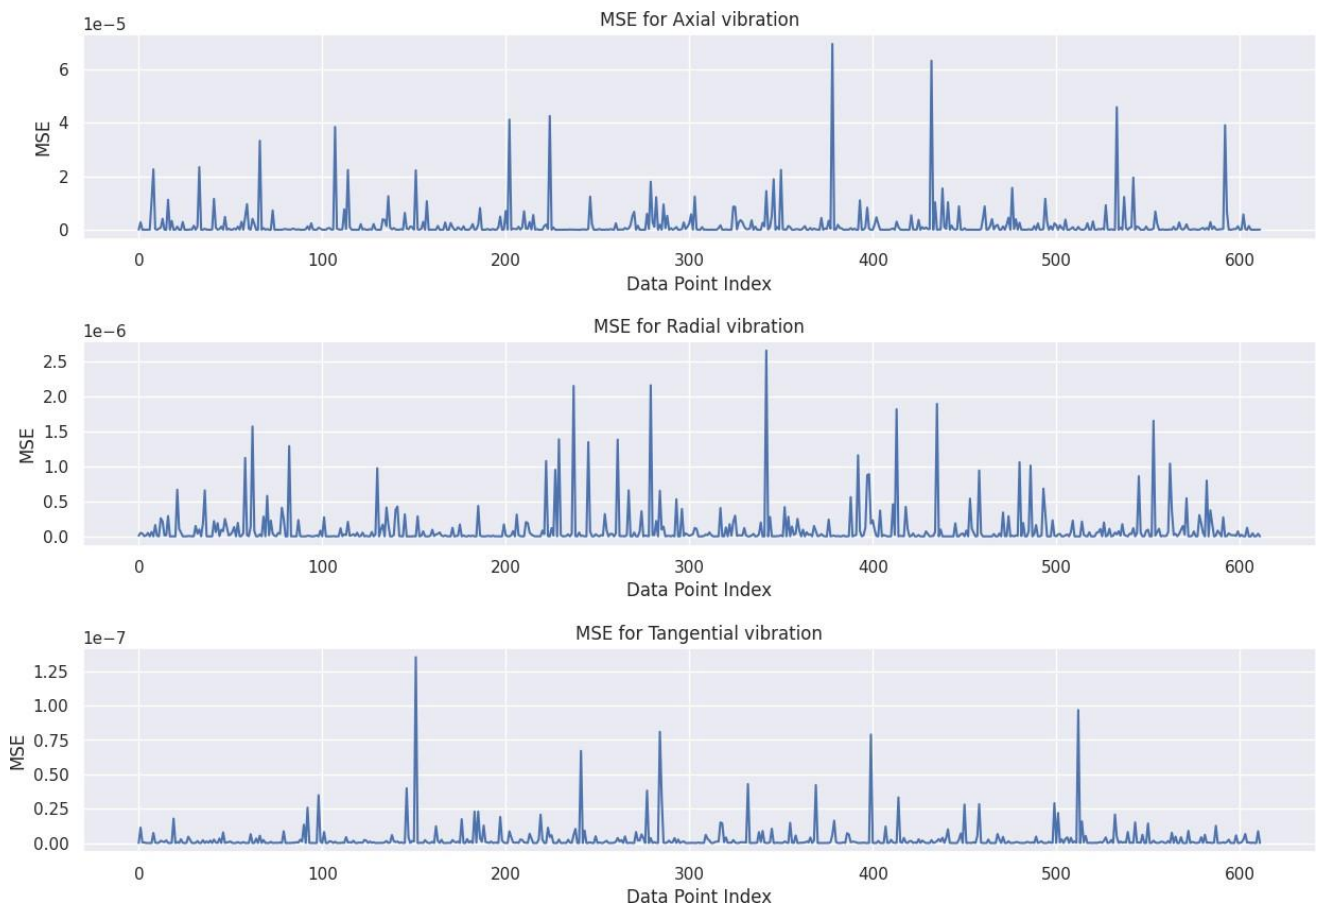 MSE for Axial vibration
1e−5
6
4
2
0
MSE
0 100 200 300 400 500 600
Data Point Index
MSE for Radial vibration
1e−6
2.5
2.0
1.5
1.0
0.5
0.0
MSE
0 100 200 300 400 500 600
Data Point Index
MSE for Tangential vibration
1e−7
1.25
1.00
0.75
0.50
0.25
0.00
MSE
0 100 200 300 400 500 600
Data Point Index